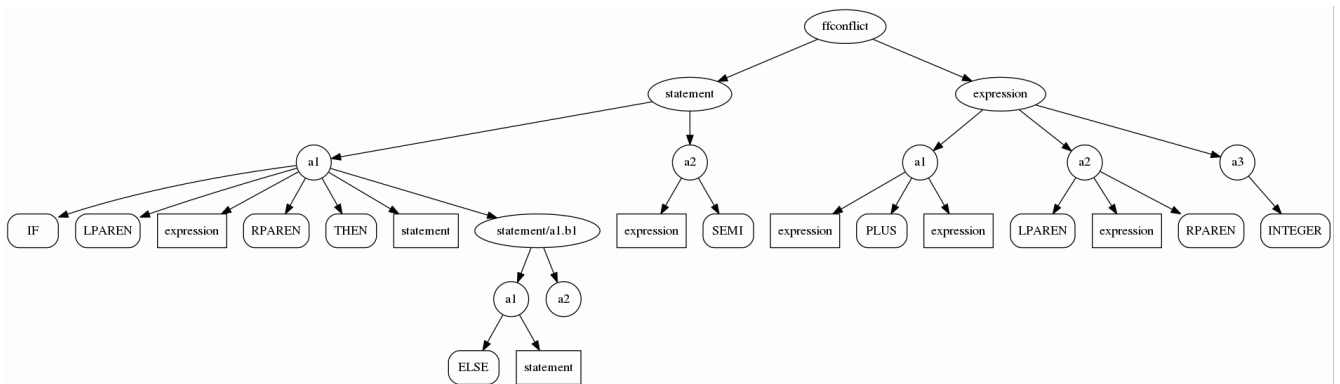 ffconflict
statement expression
a1 a2 a1 a2 a3
IF LPAREN expression RPAREN THEN statement statement/a1.b1 expression SEMI expression PLUS expression LPAREN expression RPAREN INTEGER
a1 a2
ELSE statement